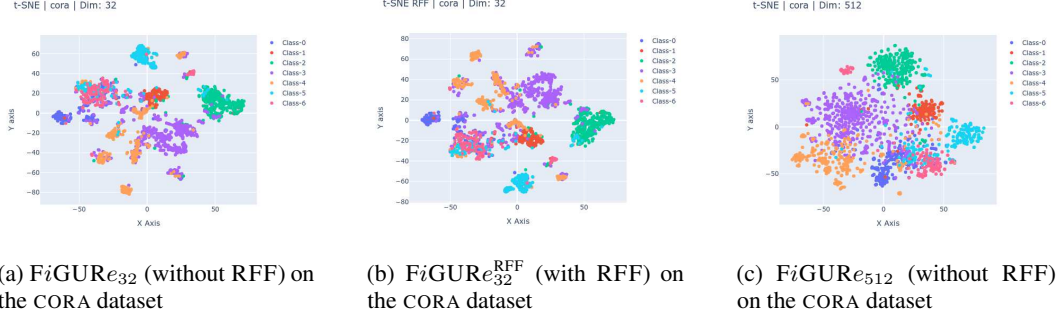 t-SNE | cora | Dim: 32
Class-0
Class-1
Class-2
Class-3
Class-4
Class-5
Class-6
60
40
20
0
−20
−40
−60
−80
Y axis
−50
0
50
X Axis
t-SNE RFF | cora | Dim: 32
Class-0
Class-1
Class-2
Class-3
Class-4
Class-5
Class-6
80
60
40
20
0
−20
−40
−60
−80
Y axis
−50
0
50
X Axis
t-SNE | cora | Dim: 512
Class-0
Class-1
Class-2
Class-3
Class-4
Class-5
Class-6
50
0
−50
Y axis
−50
0
50
X Axis
(a) FiGURe32 (without RFF) on
the CORA dataset
(b) FiGURe32RFF (with RFF) on
the CORA dataset
(c) FiGURe512 (without RFF)
on the CORA dataset